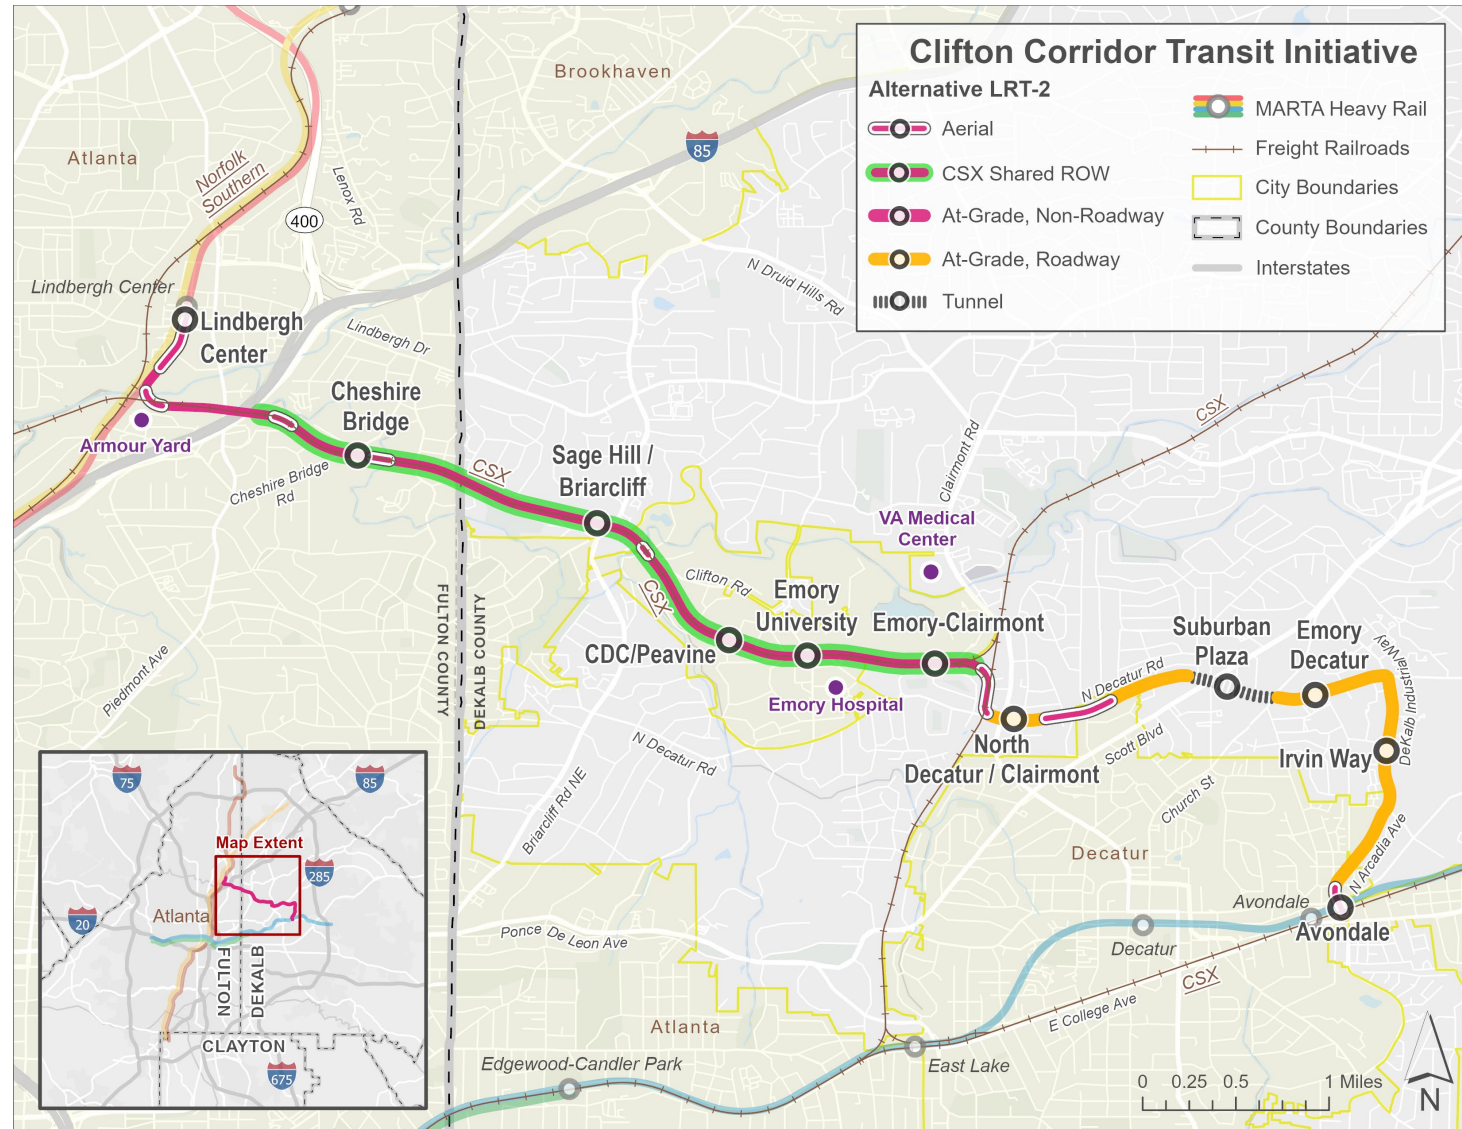 Clifton Corridor Transit Initiative
Alternative LRT-2
Aerial
CSX Shared ROW
At-Grade, Non-Roadway
At-Grade, Roadway
Tunnel
MARTA Heavy Rail
Freight Railroads
City Boundaries
County Boundaries
Interstates
Brookhaven
Atlanta
85
Norfolk
Southern
Lenox Rd
400
Lindbergh Center
Lindbergh
Center
N Druid Hills Rd
Lindbergh Dr
Cheshire
Bridge
Armour Yard
CSX
Cheshire Bridge
Rd
CSX
Sage Hill /
Briarcliff
Clairmont Rd
VA Medical
Center
Clifton Rd
CSX
Emory
University
Emory-Clairmont
CDC/Peavine
Emory Hospital
FULTON COUNTY
DEKALB COUNTY
Piedmont Ave
Suburban
Plaza
Emory
Decatur
N Decatur Rd
DeKalb Industrial Way
North
Decatur / Clairmont
Scott Blvd
Irvin Way
N Decatur Rd
Church St
Briarcliff Rd NE
N Arcadia Ave
Decatur
Avondale
Avondale
Decatur
Ponce De Leon Ave
CSX
E College Ave
Atlanta
East Lake
Edgewood-Candler Park
0 0.25 0.5 1 Miles
N
75
85
Map Extent
285
20
Atlanta
FULTON
DEKALB
CLAYTON
675